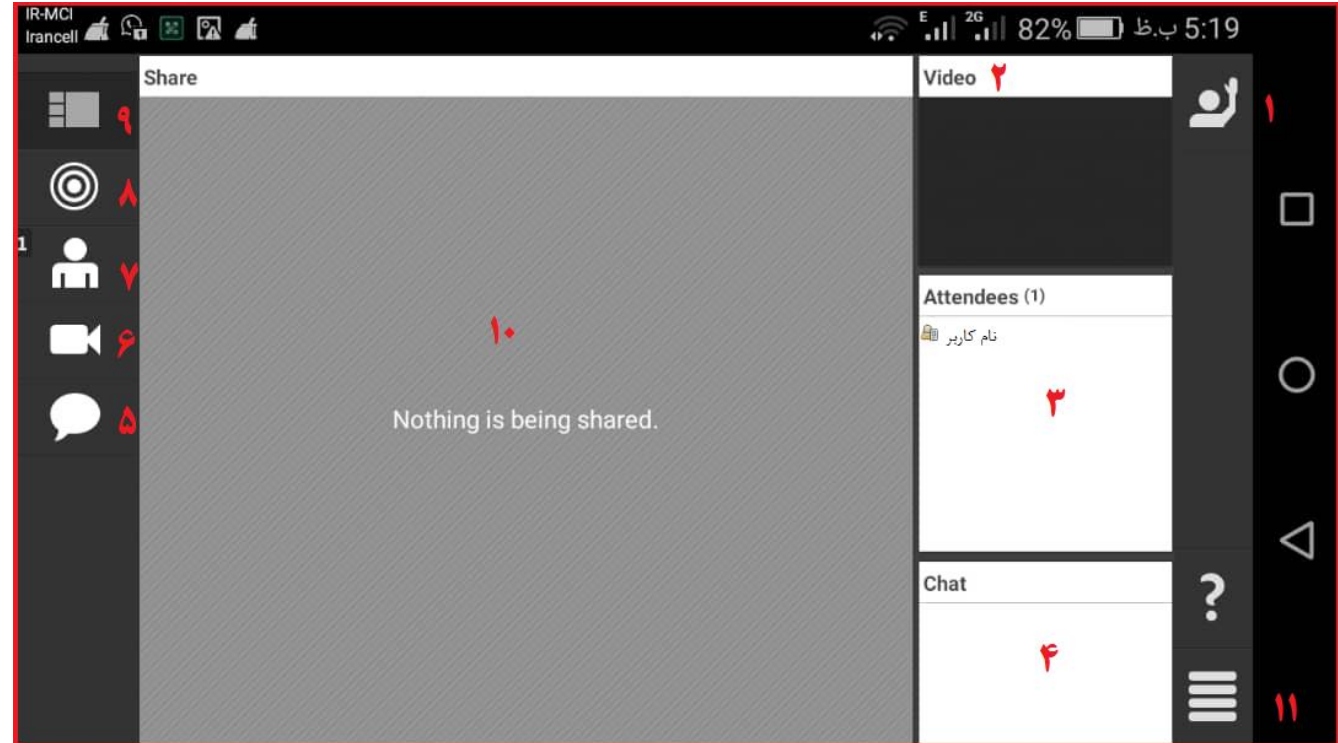 IR-MCI
Irancell
E 2G 82% 5:19 ب.ظ
Share
Video ۲
۱
۹
۸
1
۷
Attendees (1)
نام کاربر
۱۰
۶
۳
۵
Nothing is being shared.
Chat
?
۴
۱۱